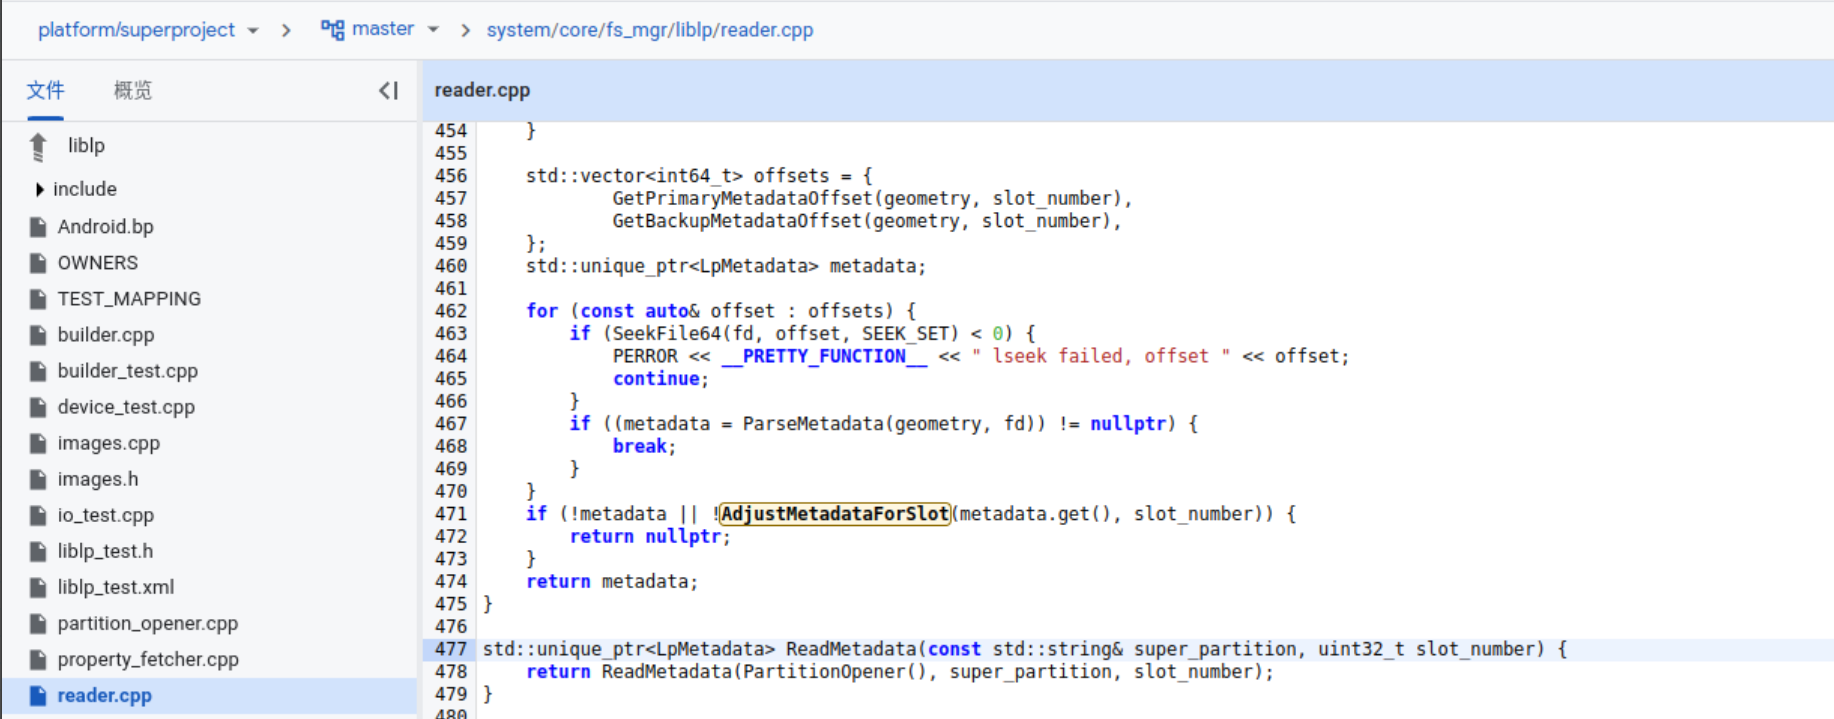 platform/superproject master system/core/fs_mgr/liblp/reader.cpp
文件 概览
liblp
include
Android.bp
OWNERS
TEST_MAPPING
builder.cpp
builder_test.cpp
device_test.cpp
images.cpp
images.h
io_test.cpp
liblp_test.h
liblp_test.xml
partition_opener.cpp
property_fetcher.cpp
reader.cpp
reader.cpp
454     }
455
456     std::vector<int64_t> offsets = {
457             GetPrimaryMetadataOffset(geometry, slot_number),
458             GetBackupMetadataOffset(geometry, slot_number),
459     };
460     std::unique_ptr<LpMetadata> metadata;
461
462     for (const auto& offset : offsets) {
463         if (SeekFile64(fd, offset, SEEK_SET) < 0) {
464             PERROR << __PRETTY_FUNCTION__ << " lseek failed, offset " << offset;
465             continue;
466         }
467         if ((metadata = ParseMetadata(geometry, fd)) != nullptr) {
468             break;
469         }
470     }
471     if (!metadata || !AdjustMetadataForSlot(metadata.get(), slot_number)) {
472         return nullptr;
473     }
474     return metadata;
475 }
476
477 std::unique_ptr<LpMetadata> ReadMetadata(const std::string& super_partition, uint32_t slot_number) {
478     return ReadMetadata(PartitionOpener(), super_partition, slot_number);
479 }
480